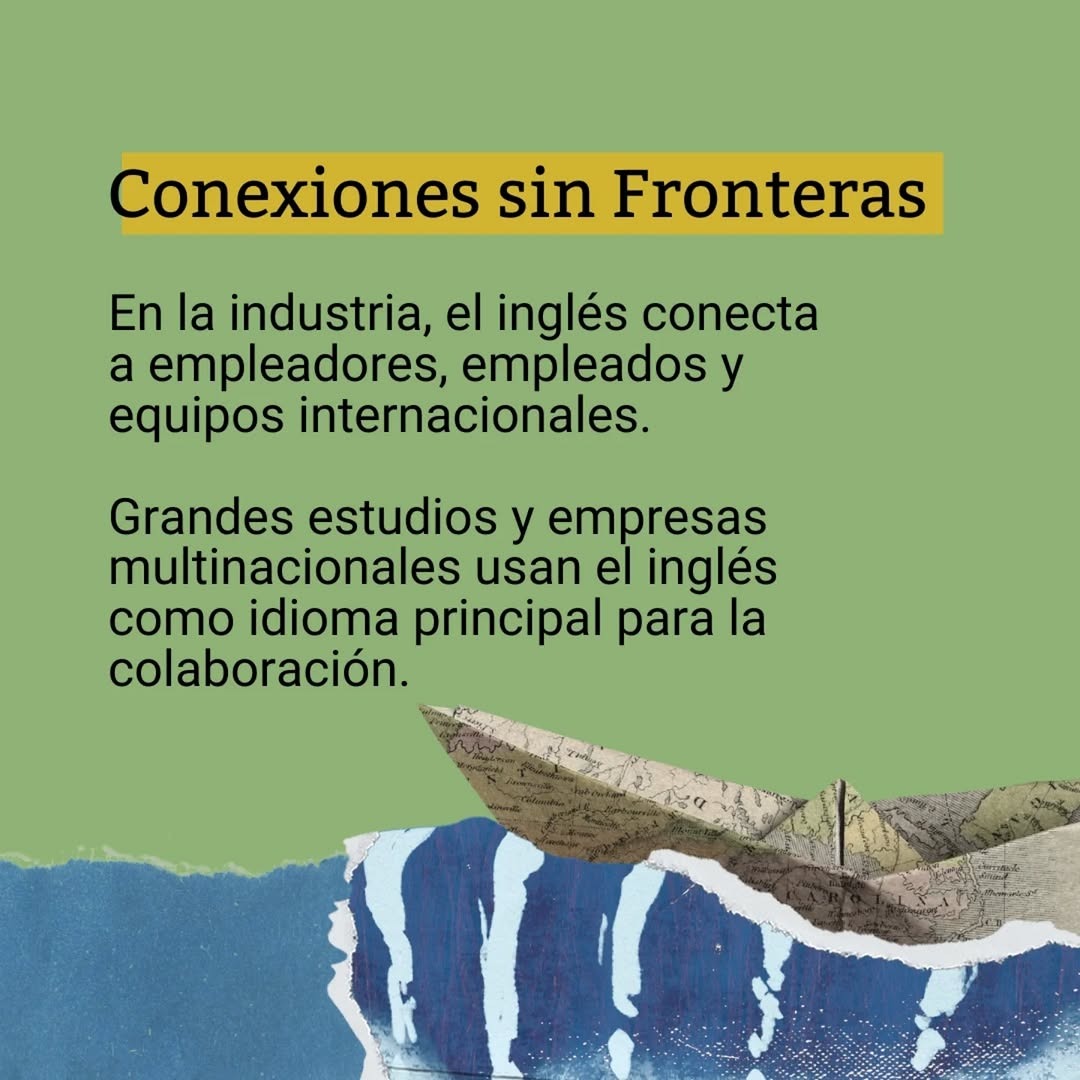 Conexiones sin Fronteras
En la industria, el inglés conecta
a empleadores, empleados y
equipos internacionales.
Grandes estudios y empresas
multinacionales usan el inglés
como idioma principal para la
colaboración.
CAROLINA